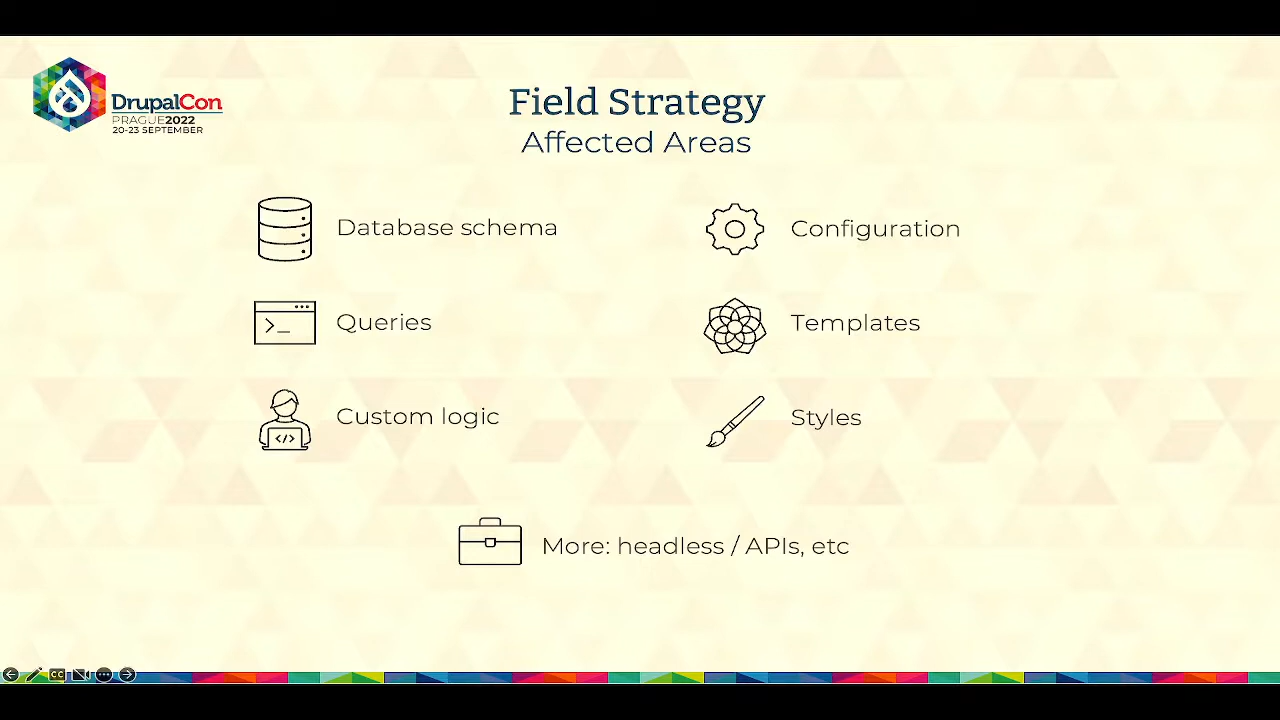 DrupalCon
PRAGUE2022
20-23 SEPTEMBER
Field Strategy
Affected Areas
Database schema
Configuration
>_
Queries
Templates
</>
Custom logic
Styles
More: headless / APIs, etc
CC